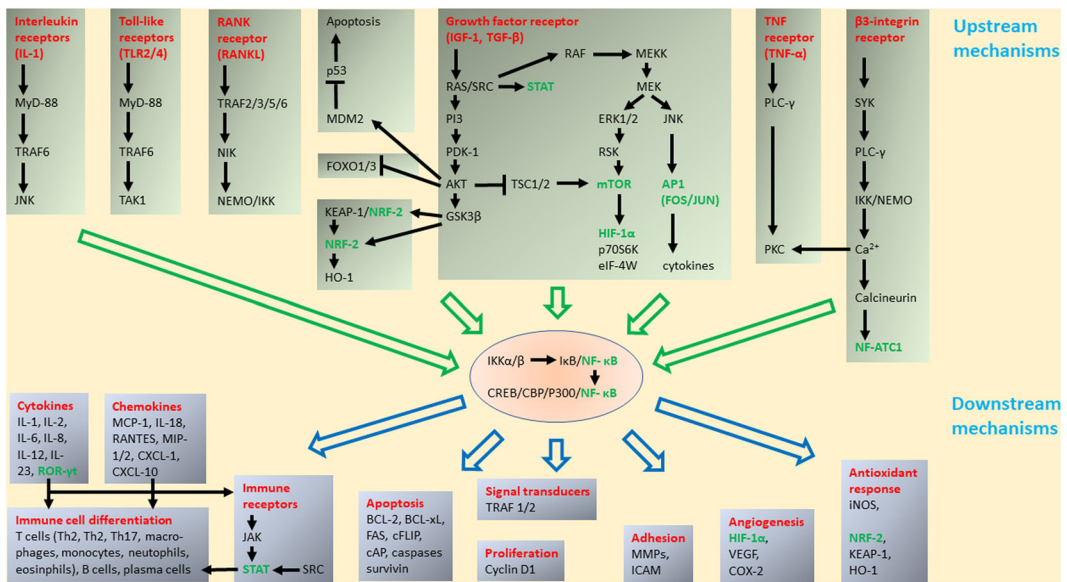 Interleukin
receptors
(IL-1)
MyD-88
TRAF6
JNK
Toll-like
receptors
(TLR2/4)
MyD-88
TRAF6
TAK1
RANK
receptor
(RANKL)
TRAF2/3/5/6
NIK
NEMO/IKK
Apoptosis
p53
MDM2
FOXO1/3
KEAP-1/NRF-2
NRF-2
HO-1
Growth factor receptor
(IGF-1, TGF-β)
RAS/SRC
STAT
RAF
MEKK
MEK
PI3
PDK-1
AKT
GSK3β
TSC1/2
ERK1/2
RSK
mTOR
HIF-1α
p70S6K
eIF-4W
JNK
AP1
(FOS/JUN)
cytokines
TNF
receptor
(TNF-α)
PLC-γ
PKC
β3-integrin
receptor
SYK
PLC-γ
IKK/NEMO
Ca²⁺
Calcineurin
NF-ATC1
Upstream
mechanisms
IKKα/β
IκB/NF- κB
CREB/CBP/P300/NF- κB
Downstream
mechanisms
Cytokines
IL-1, IL-2,
IL-6, IL-8,
IL-12, IL-
23, ROR-γt
Chemokines
MCP-1, IL-18,
RANTES, MIP-
1/2, CXCL-1,
CXCL-10
Immune cell differentiation
T cells (Th2, Th2, Th17, macro-
phages, monocytes, neutophils,
eosinphils), B cells, plasma cells
Immune
receptors
JAK
STAT
SRC
Apoptosis
BCL-2, BCL-xL,
FAS, cFLIP,
cAP, caspases
survivin
Signal transducers
TRAF 1/2
Proliferation
Cyclin D1
Adhesion
MMPs,
ICAM
Angiogenesis
HIF-1α,
VEGF,
COX-2
Antioxidant
response
iNOS,
NRF-2,
KEAP-1,
HO-1